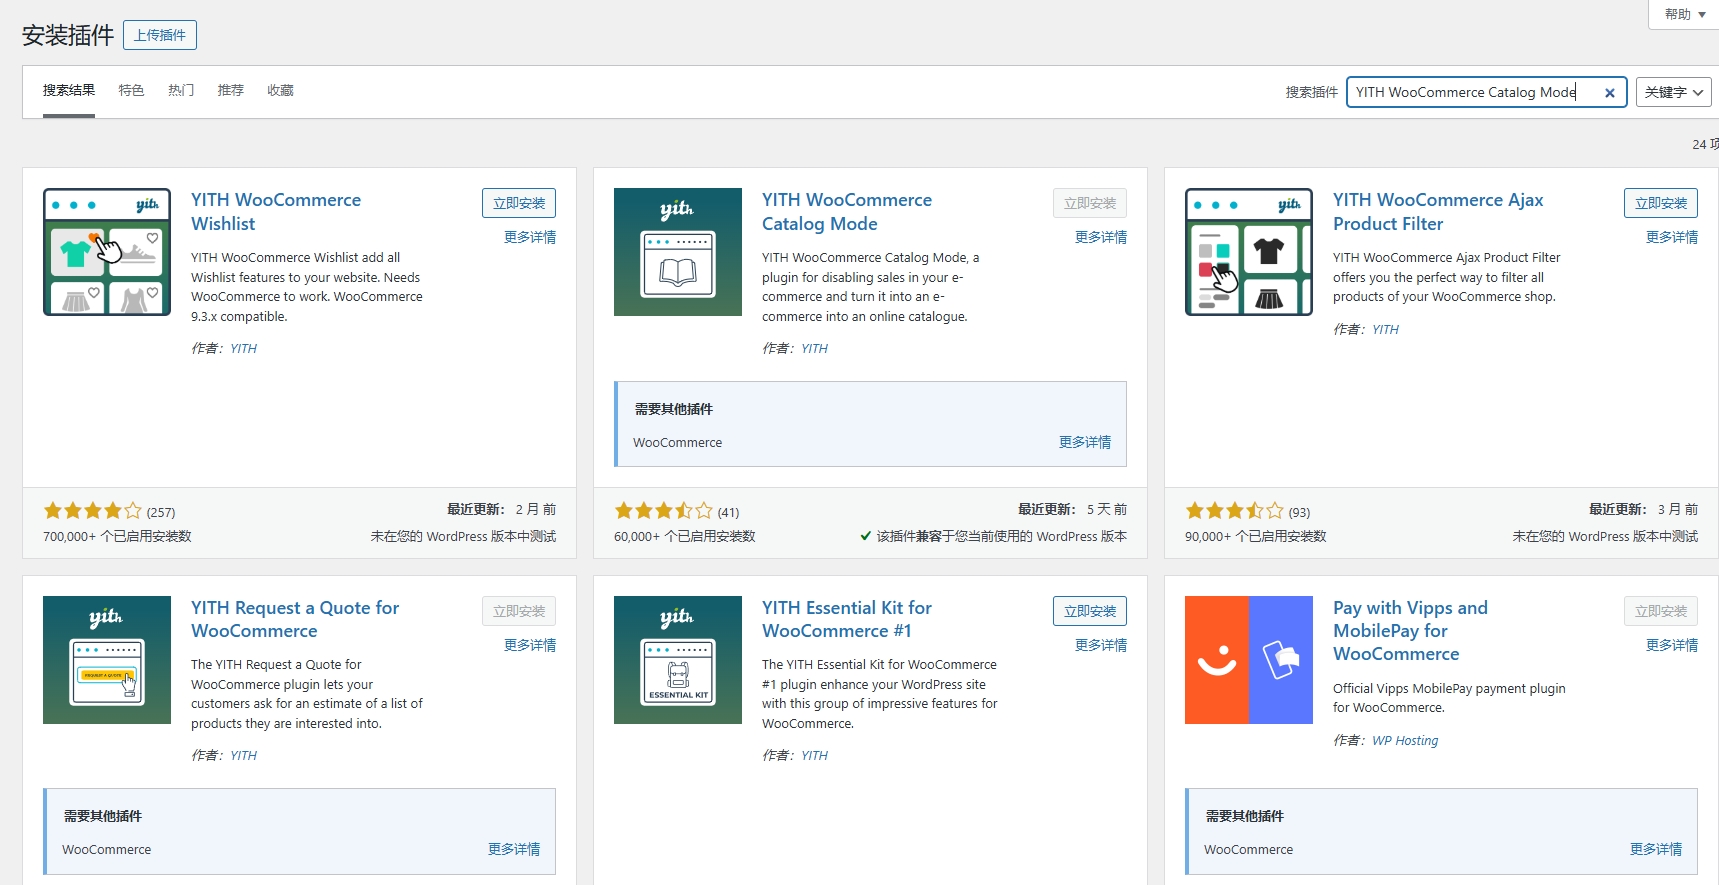 帮助
安装插件 上传插件
搜索结果 特色 热门 推荐 收藏 搜索插件 YITH WooCommerce Catalog Mode 关键字
24 项
yith
YITH WooCommerce
Wishlist
立即安装
更多详情
YITH WooCommerce Wishlist add all
Wishlist features to your website. Needs
WooCommerce to work. WooCommerce
9.3.x compatible.
作者：YITH
(257)
最近更新： 2 月 前
700,000+ 个已启用安装数
未在您的 WordPress 版本中测试
yith
YITH WooCommerce
Catalog Mode
立即安装
更多详情
YITH WooCommerce Catalog Mode, a
plugin for disabling sales in your e-
commerce and turn it into an e-
commerce into an online catalogue.
作者：YITH
需要其他插件
WooCommerce 更多详情
(41)
最近更新： 5 天 前
60,000+ 个已启用安装数
该插件兼容于您当前使用的 WordPress 版本
yith
YITH WooCommerce Ajax
Product Filter
立即安装
更多详情
YITH WooCommerce Ajax Product Filter
offers you the perfect way to filter all
products of your WooCommerce shop.
作者：YITH
(93)
最近更新： 3 月 前
90,000+ 个已启用安装数
未在您的 WordPress 版本中测试
yith
REQUEST A QUOTE
YITH Request a Quote for
WooCommerce
立即安装
更多详情
The YITH Request a Quote for
WooCommerce plugin lets your
customers ask for an estimate of a list of
products they are interested into.
作者：YITH
需要其他插件
WooCommerce 更多详情
yith
ESSENTIAL KIT
YITH Essential Kit for
WooCommerce #1
立即安装
更多详情
The YITH Essential Kit for WooCommerce
#1 plugin enhance your WordPress site
with this group of impressive features for
WooCommerce.
作者：YITH
Pay with Vipps and
MobilePay for
WooCommerce
立即安装
更多详情
Official Vipps MobilePay payment plugin
for WooCommerce.
作者：WP Hosting
需要其他插件
WooCommerce 更多详情